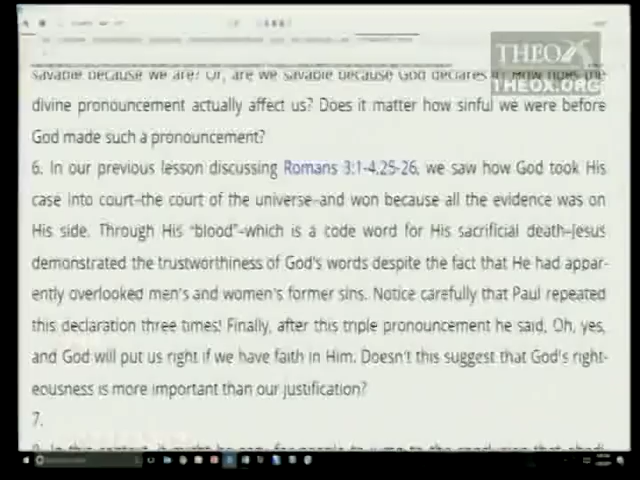 THEOX
THEOX.ORG
savable because we are? Or, are we savable because God declares it? How does the
divine pronouncement actually affect us? Does it matter how sinful we were before
God made such a pronouncement?
6. In our previous lesson discussing Romans 3:1-4,25-26, we saw how God took His
case into court–the court of the universe–and won because all the evidence was on
His side. Through His "blood"–which is a code word for His sacrificial death–Jesus
demonstrated the trustworthiness of God's words despite the fact that He had appar-
ently overlooked men's and women's former sins. Notice carefully that Paul repeated
this declaration three times! Finally, after this triple pronouncement he said, Oh, yes,
and God will put us right if we have faith in Him. Doesn't this suggest that God's right-
eousness is more important than our justification?
7.